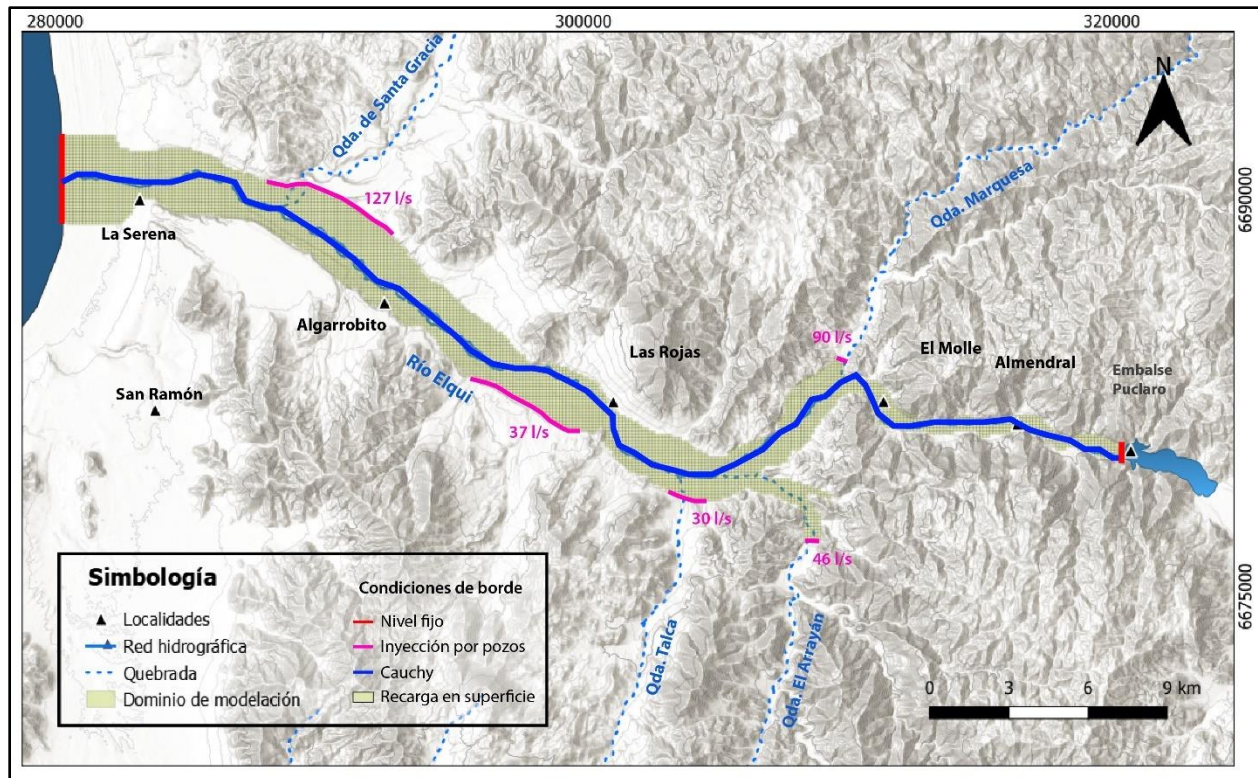 280000
300000
320000
N
Qda. de Santa Gracia
Qda. Marquesa
6690000
127 l/s
La Serena
Algarrobito
Río Elqui
Las Rojas
90 l/s
El Molle
Almendral
Embalse
Puclaro
San Ramón
37 l/s
30 l/s
46 l/s
6675000
Qda. Talca
Qda. El Arrayán
Simbología
Localidades
Red hidrográfica
Quebrada
Dominio de modelación
Condiciones de borde
Nivel fijo
Inyección por pozos
Cauchy
Recarga en superficie
0 3 6 9 km